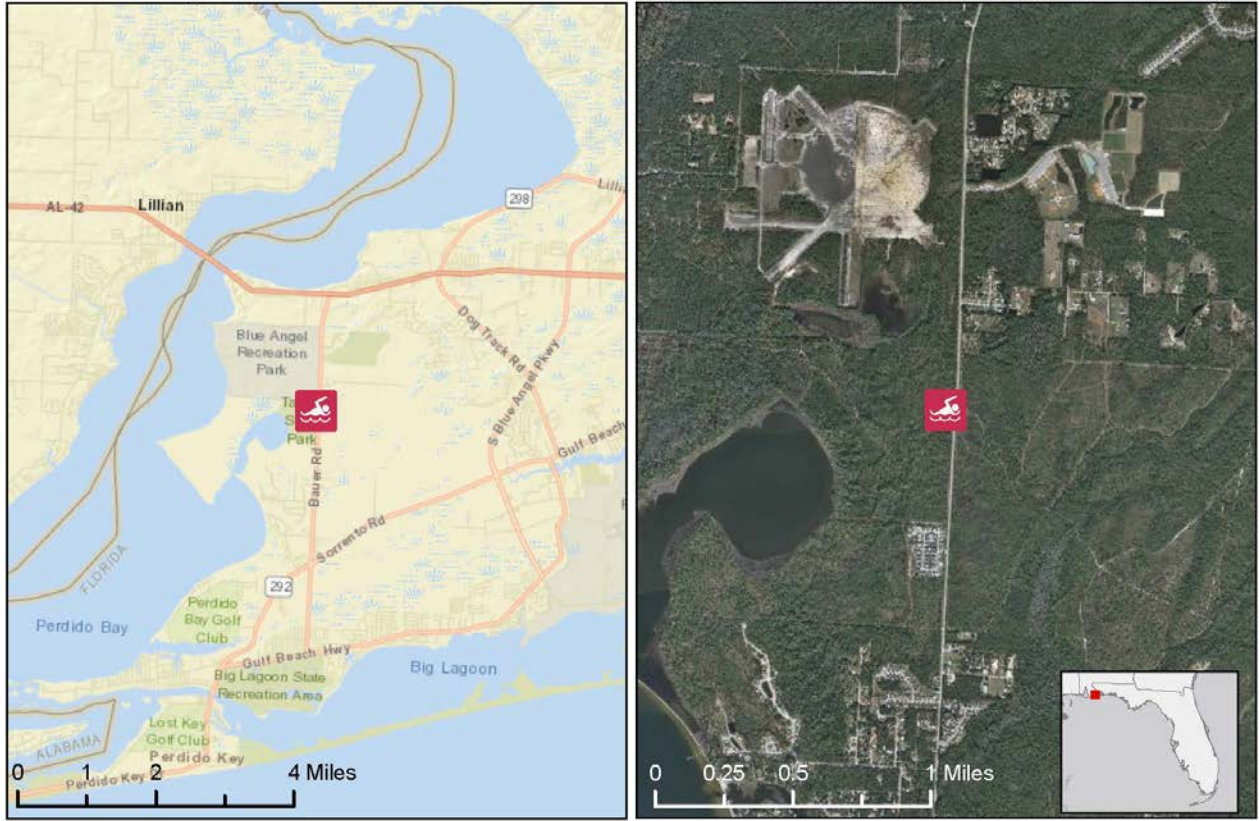 AL-42
Lillian
298
Blue Angel
Recreation
Park
Dog Track Rd
S Blue Angel Pkwy
Gulf Beach
Park
Bauer Rd
Sorrento Rd
292
FLORIDA
Perdido
Bay Golf
Club
Perdido Bay
Gulf Beach Hwy
Big Lagoon
Big Lagoon State
Recreation Area
Lost Key
Golf Club
ALABAMA
Perdido Key
Perdido Key
0 1 2 4 Miles
0 0.25 0.5 1 Miles